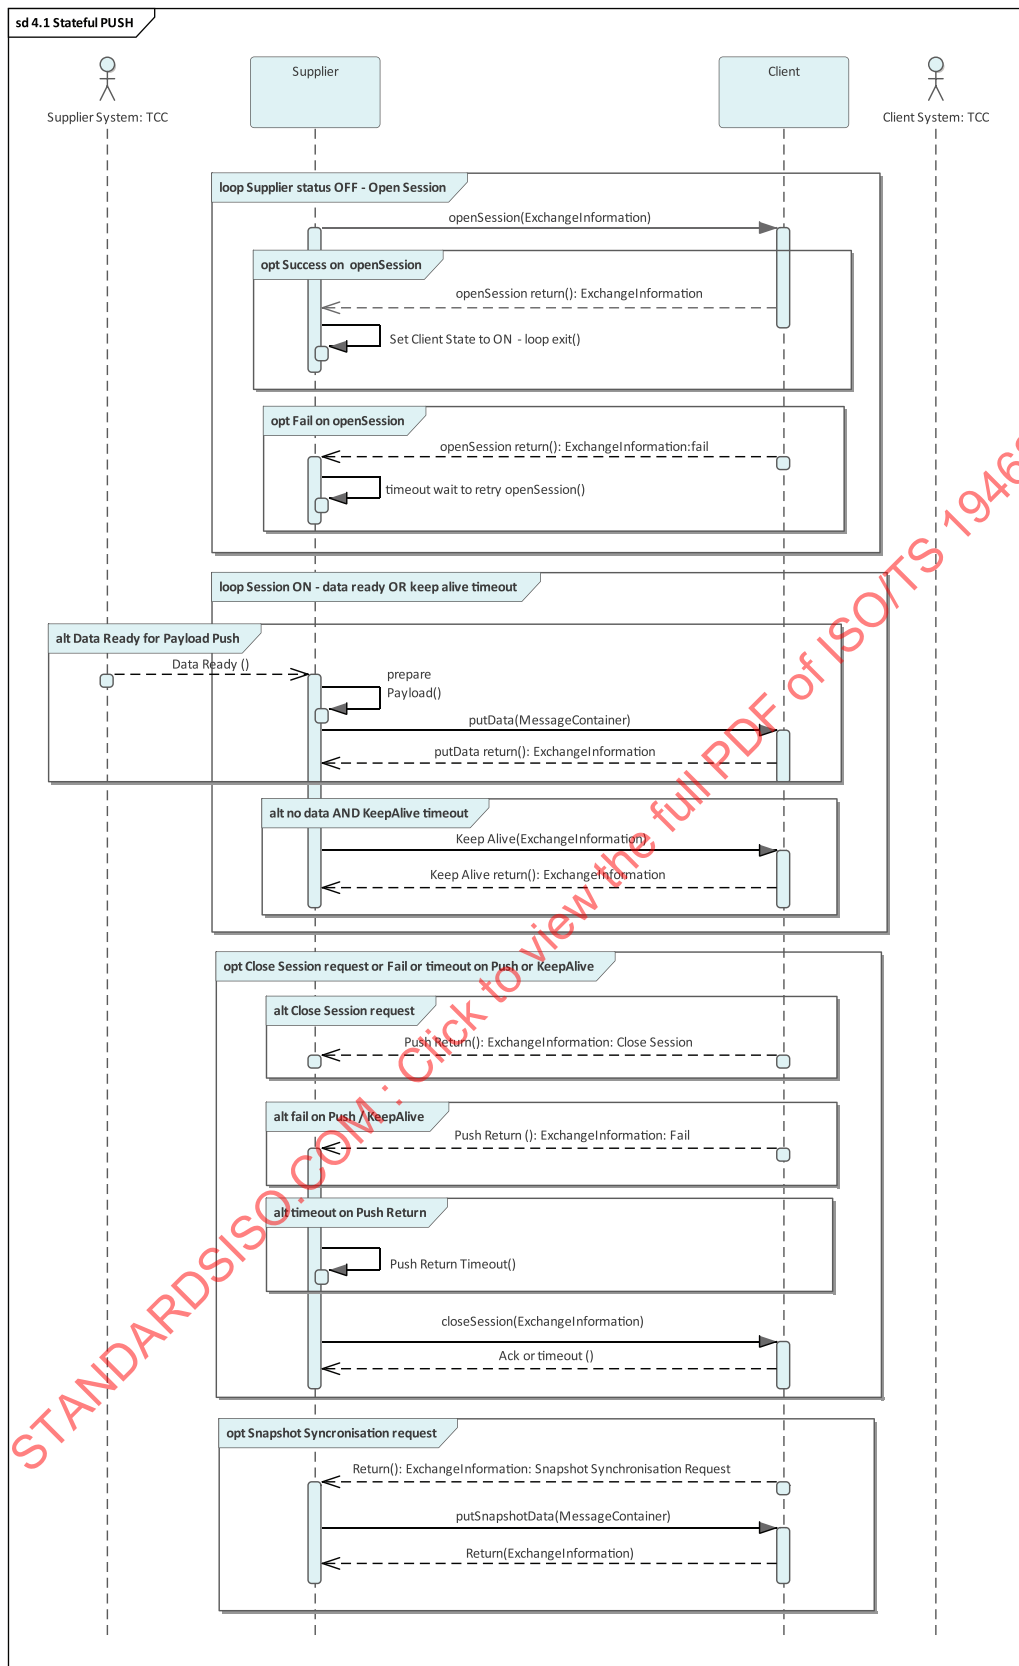 sd 4.1 Stateful PUSH
Supplier System: TCC
Supplier
Client
Client System: TCC
loop Supplier status OFF - Open Session
openSession(ExchangeInformation)
opt Success on openSession
openSession return(): ExchangeInformation
Set Client State to ON - loop exit()
opt Fail on openSession
openSession return(): ExchangeInformation:fail
timeout wait to retry openSession()
loop Session ON - data ready OR keep alive timeout
alt Data Ready for Payload Push
Data Ready ()
prepare
Payload()
putData(MessageContainer)
putData return(): ExchangeInformation
alt no data AND KeepAlive timeout
Keep Alive(ExchangeInformation)
Keep Alive return(): ExchangeInformation
opt Close Session request or Fail or timeout on Push or KeepAlive
alt Close Session request
Push Return(): ExchangeInformation: Close Session
alt fail on Push / KeepAlive
Push Return (): ExchangeInformation: Fail
alt timeout on Push Return
Push Return Timeout()
closeSession(ExchangeInformation)
Ack or timeout ()
opt Snapshot Syncronisation request
Return(): ExchangeInformation: Snapshot Synchronisation Request
putSnapshotData(MessageContainer)
Return(ExchangeInformation)
STANDARDSISO.COM : Click to view the full PDF of ISO/TS 1946